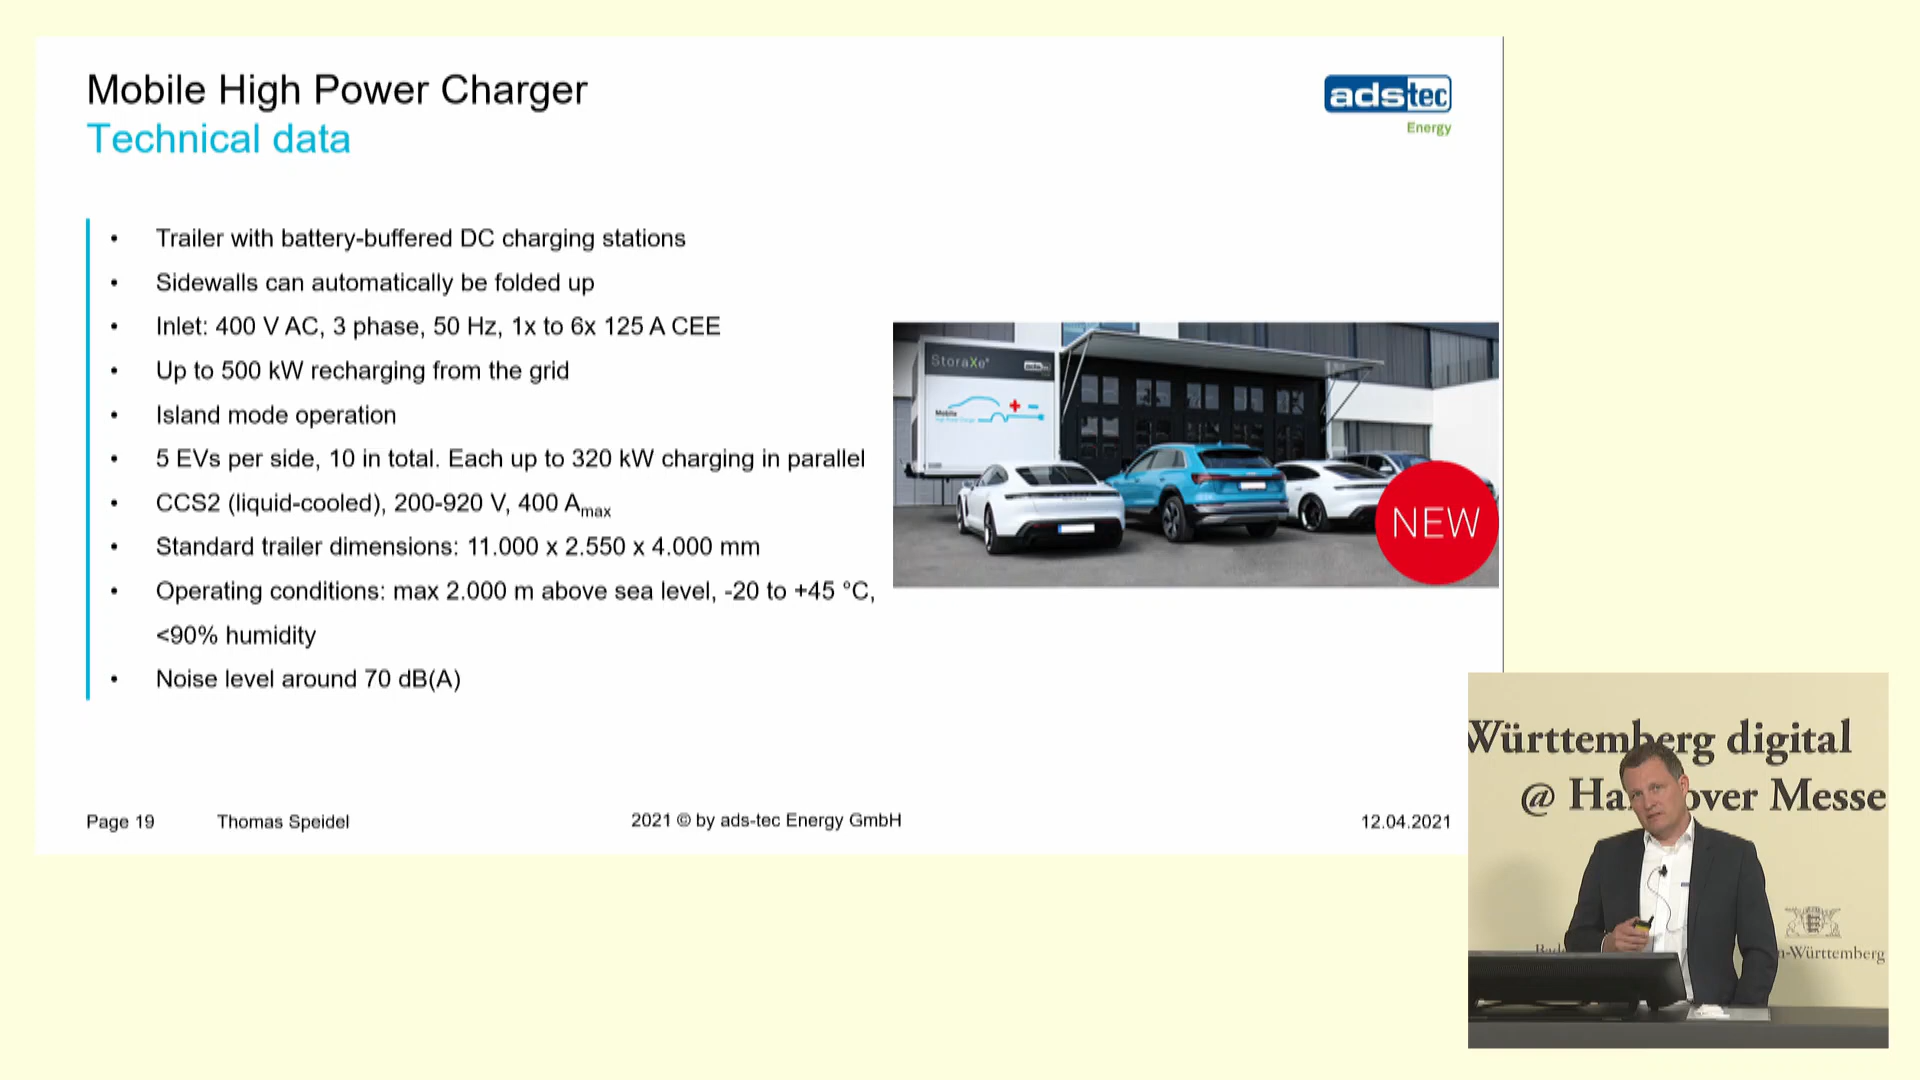 Mobile High Power Charger
Technical data
adstec
Energy
• Trailer with battery-buffered DC charging stations
• Sidewalls can automatically be folded up
• Inlet: 400 V AC, 3 phase, 50 Hz, 1x to 6x 125 A CEE
• Up to 500 kW recharging from the grid
• Island mode operation
• 5 EVs per side, 10 in total. Each up to 320 kW charging in parallel
• CCS2 (liquid-cooled), 200-920 V, 400 Amax
• Standard trailer dimensions: 11.000 x 2.550 x 4.000 mm
• Operating conditions: max 2.000 m above sea level, -20 to +45 °C,
<90% humidity
• Noise level around 70 dB(A)
StoraXe®
Mobile
NEW
Page 19
Thomas Speidel
2021 © by ads-tec Energy GmbH
12.04.2021
Württemberg digital
@ Ha over Messe
Bad n-Württemberg